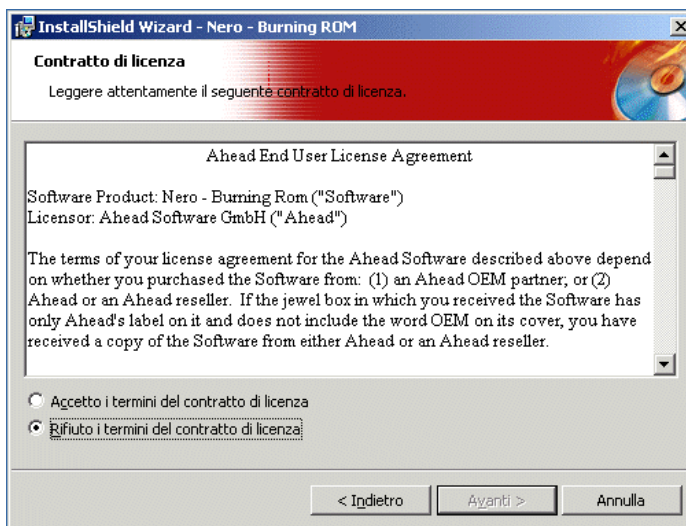 InstallShield Wizard - Nero - Burning ROM
Contratto di licenza
Leggere attentamente il seguente contratto di licenza.
Ahead End User License Agreement
Software Product: Nero - Burning Rom ("Software")
Licensor: Ahead Software GmbH ("Ahead")
The terms of your license agreement for the Ahead Software described above depend
on whether you purchased the Software from:  (1) an Ahead OEM partner; or (2)
Ahead or an Ahead reseller.  If the jewel box in which you received the Software has
only Ahead's label on it and does not include the word OEM on its cover, you have
received a copy of the Software from either Ahead or an Ahead reseller.
Accetto i termini del contratto di licenza
Rifiuto i termini del contratto di licenza
< Indietro
Avanti >
Annulla